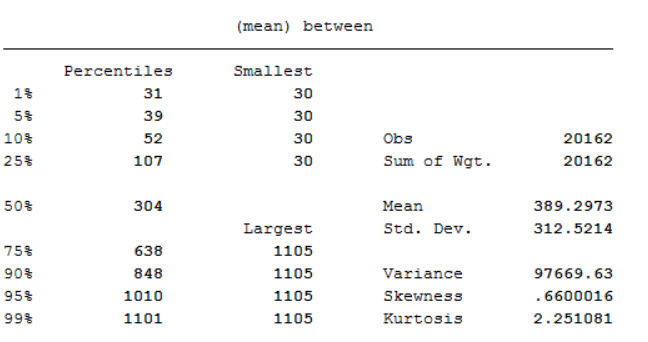 (mean) between
Percentiles Smallest
1% 31 30
5% 39 30
10% 52 30 Obs 20162
25% 107 30 Sum of Wgt. 20162
50% 304 Mean 389.2973
Largest Std. Dev. 312.5214
75% 638 1105
90% 848 1105 Variance 97669.63
95% 1010 1105 Skewness .6600016
99% 1101 1105 Kurtosis 2.251081